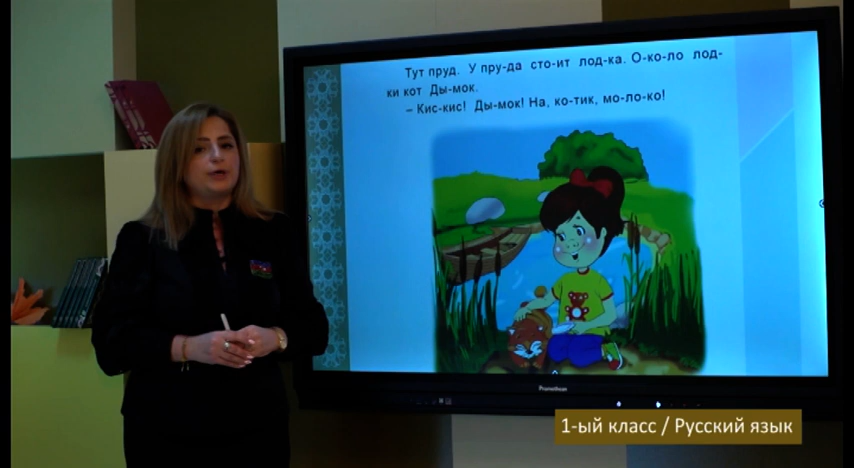 Тут пруд. У пру-да сто-ит лод-ка. О-ко-ло лод-
ки кот Ды-мок.
– Кис-кис! Ды-мок! На, ко-тик, мо-ло-ко!
Promethean
1-ый класс / Русский язык